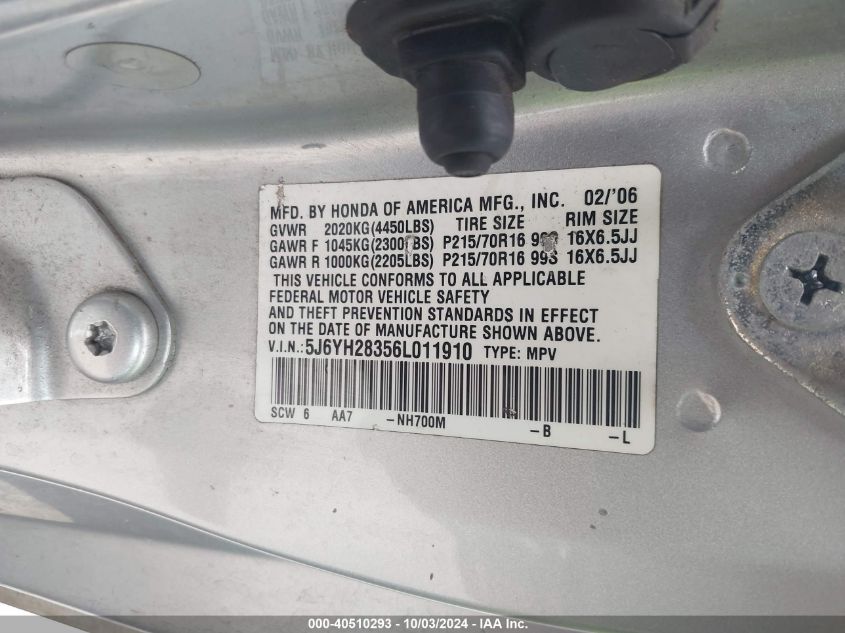 MFD. BY HONDA OF AMERICA MFG., INC. 02/'06
GVWR 2020KG(4450LBS) TIRE SIZE RIM SIZE
GAWR F 1045KG(2300LBS) P215/70R16 16X6.5JJ
GAWR R 1000KG(2205LBS) P215/70R16 99S 16X6.5JJ
THIS VEHICLE CONFORMS TO ALL APPLICABLE
FEDERAL MOTOR VEHICLE SAFETY
AND THEFT PREVENTION STANDARDS IN EFFECT
ON THE DATE OF MANUFACTURE SHOWN ABOVE.
V.I.N.:5J6YH28356L011910 TYPE: MPV
SCW 6 AA7 -NH700M -B -L
000-40510293 - 10/03/2024 - IAA Inc.